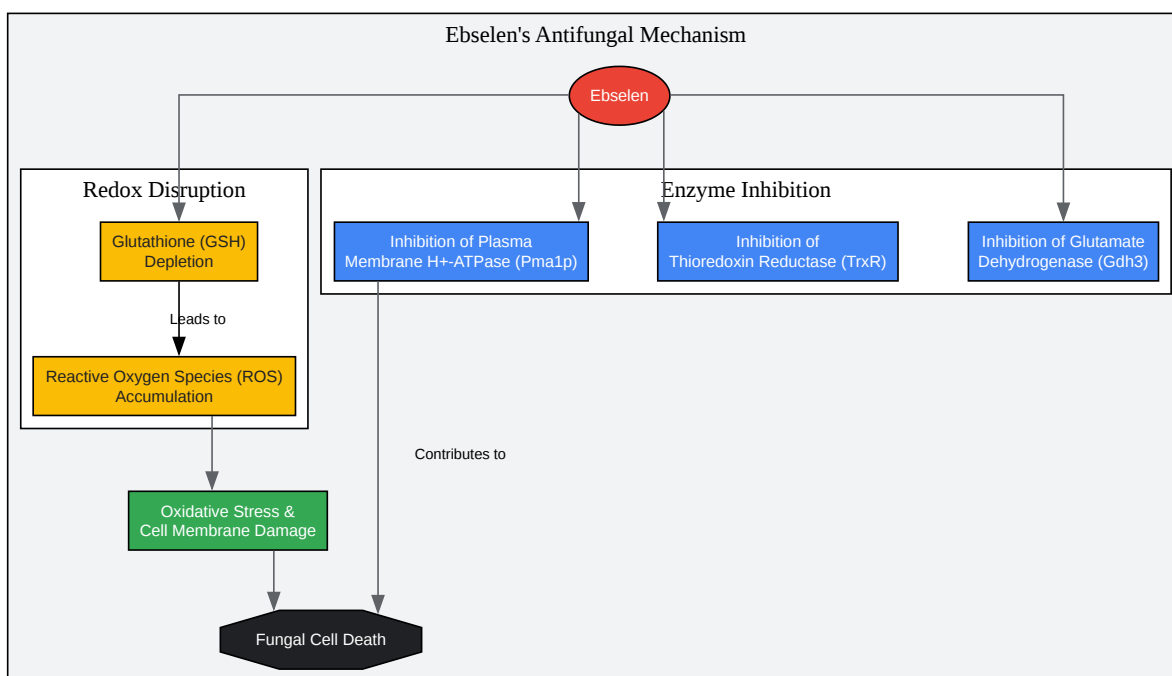 Ebselen's Antifungal Mechanism
Ebselen
Redox Disruption
Enzyme Inhibition
Glutathione (GSH)
Depletion
Inhibition of Plasma
Membrane H+-ATPase (Pma1p)
Inhibition of
Thioredoxin Reductase (TrxR)
Inhibition of Glutamate
Dehydrogenase (Gdh3)
Leads to
Reactive Oxygen Species (ROS)
Accumulation
Contributes to
Oxidative Stress &
Cell Membrane Damage
Fungal Cell Death